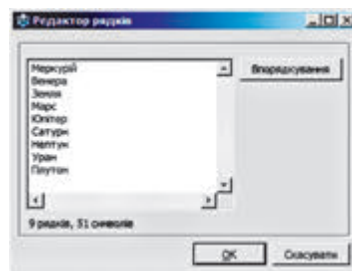 Редактор рядків
Меркурій
Венера
Земля
Марс
Юпітер
Сатурн
Нептун
Уран
Плутон
Впорядкування
9 рядків, 51 символів
OK
Скасувати